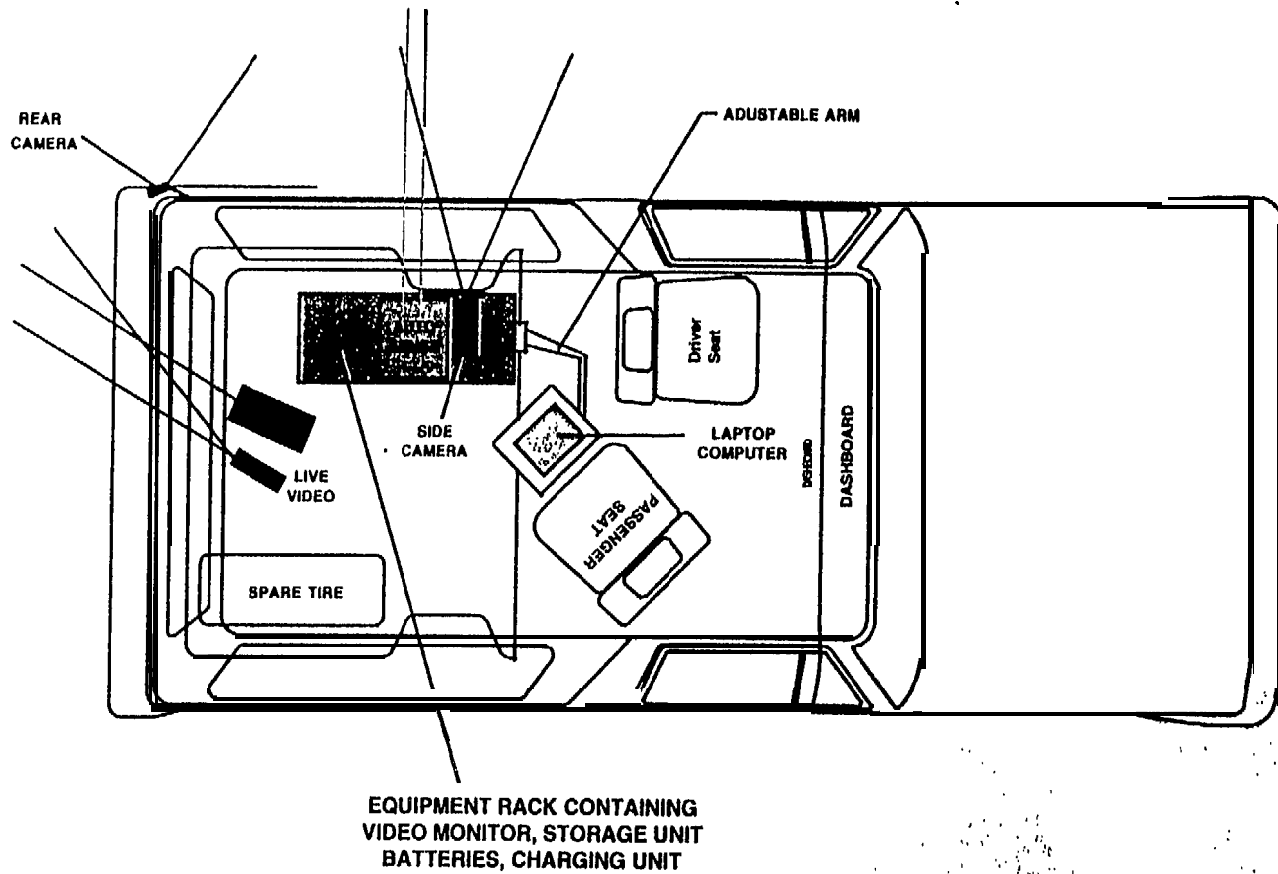 REAR
CAMERA
ADUSTABLE ARM
Driver
Seat
SIDE
CAMERA
LAPTOP
COMPUTER
DASHBOARD
LIVE
VIDEO
PASSENGER
SEAT
SPARE TIRE
EQUIPMENT RACK CONTAINING
VIDEO MONITOR, STORAGE UNIT
BATTERIES, CHARGING UNIT